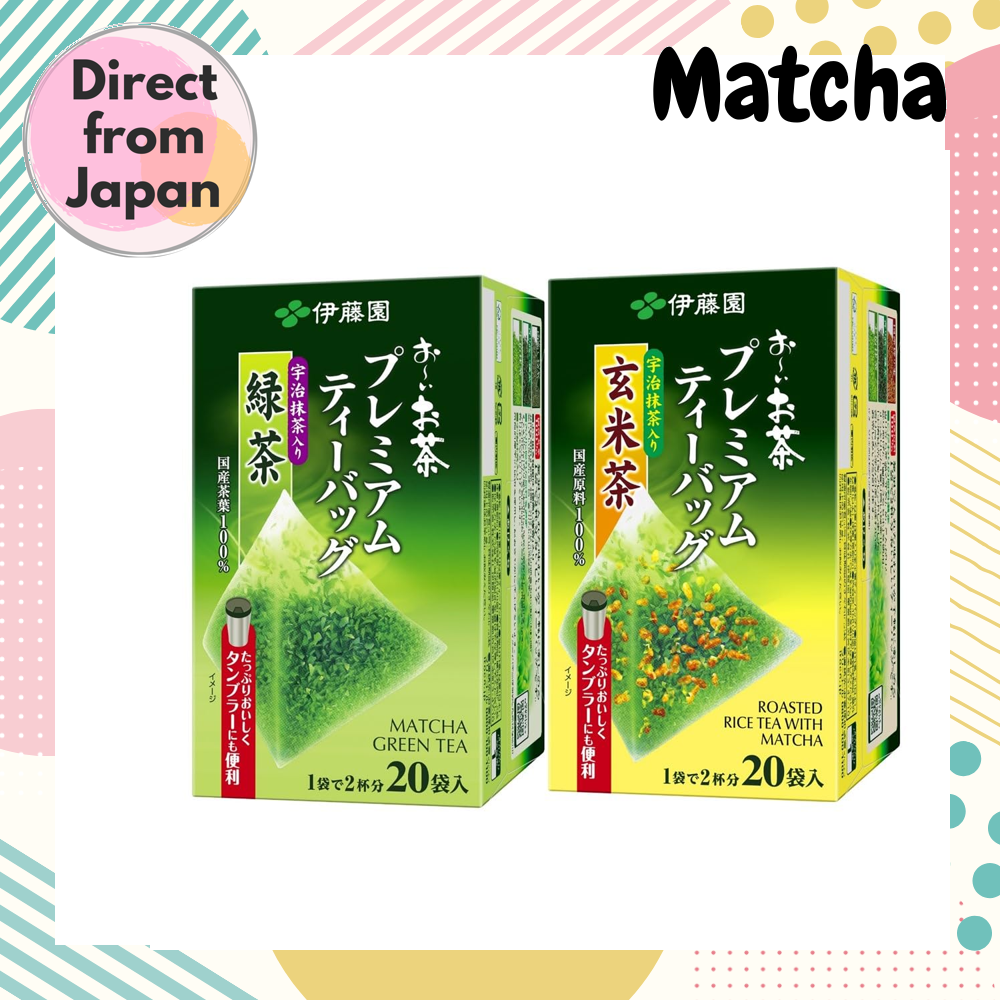 Direct
from
Japan
Matcha
伊藤園
お〜いお茶
プレミアム
ティーバッグ
宇治抹茶入り
緑茶
国産茶葉100%
たっぷりおいしく
タンブラーにも便利
イメージ
MATCHA
GREEN TEA
1袋で2杯分20袋入
伊藤園
お〜いお茶
プレミアム
ティーバッグ
宇治抹茶入り
玄米茶
国産原料100%
たっぷりおいしく
タンブラーにも便利
イメージ
ROASTED
RICE TEA WITH
MATCHA
1袋で2杯分20袋入